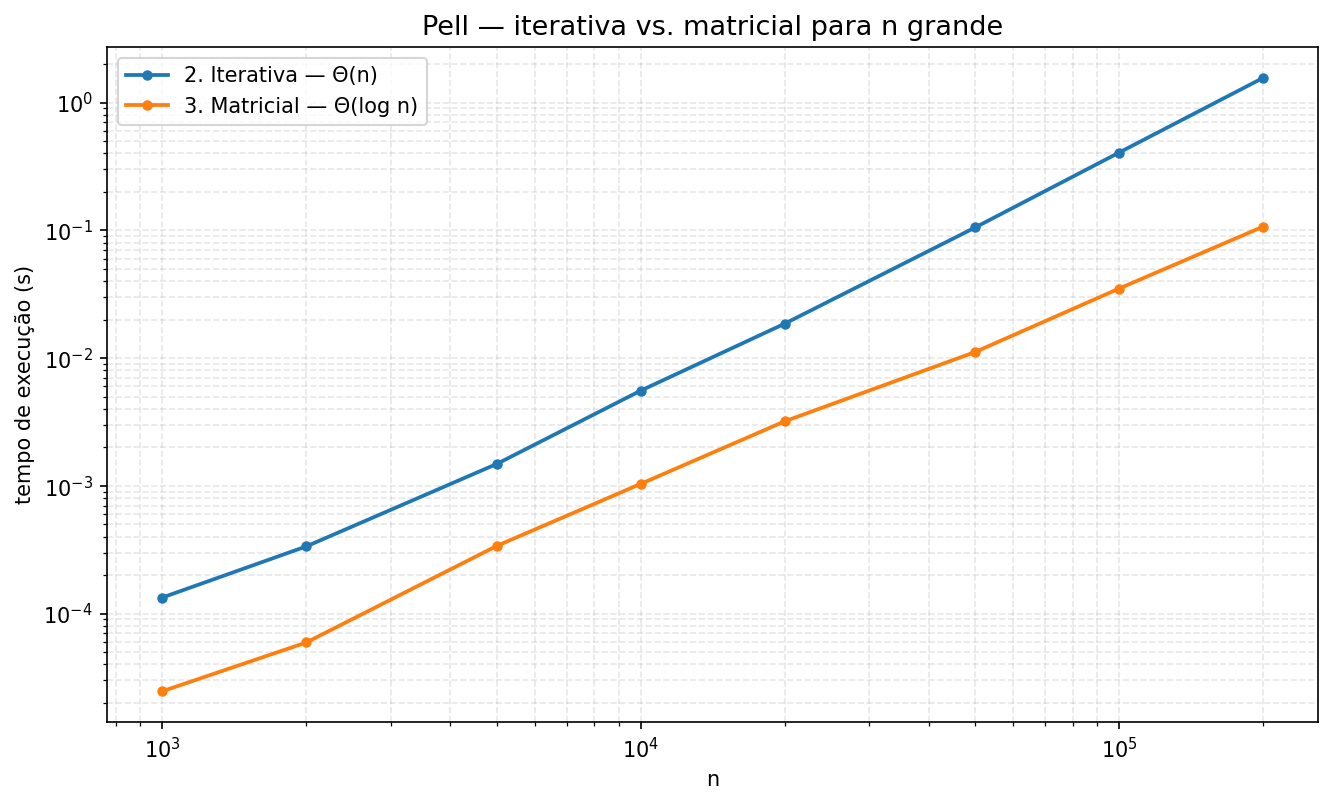 Pell — iterativa vs. matricial para n grande
2. Iterativa — Θ(n)
3. Matricial — Θ(log n)
tempo de execução (s)
10⁰
10⁻¹
10⁻²
10⁻³
10⁻⁴
10³ 10⁴ 10⁵
n